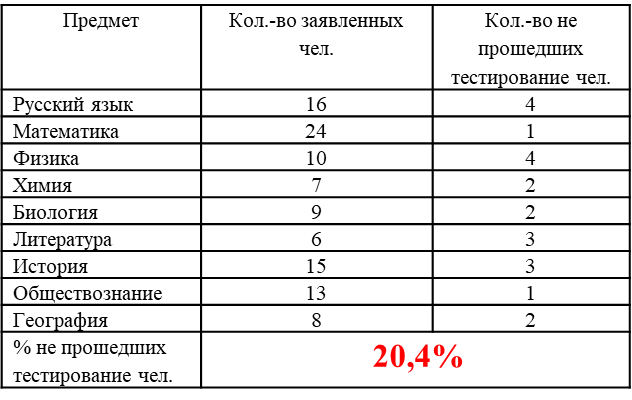 Предмет Кол.-во заявленных чел. Кол.-во не прошедших тестирование чел.
Русский язык 16 4
Математика 24 1
Физика 10 4
Химия 7 2
Биология 9 2
Литература 6 3
История 15 3
Обществознание 13 1
География 8 2
% не прошедших тестирование чел. 20,4%